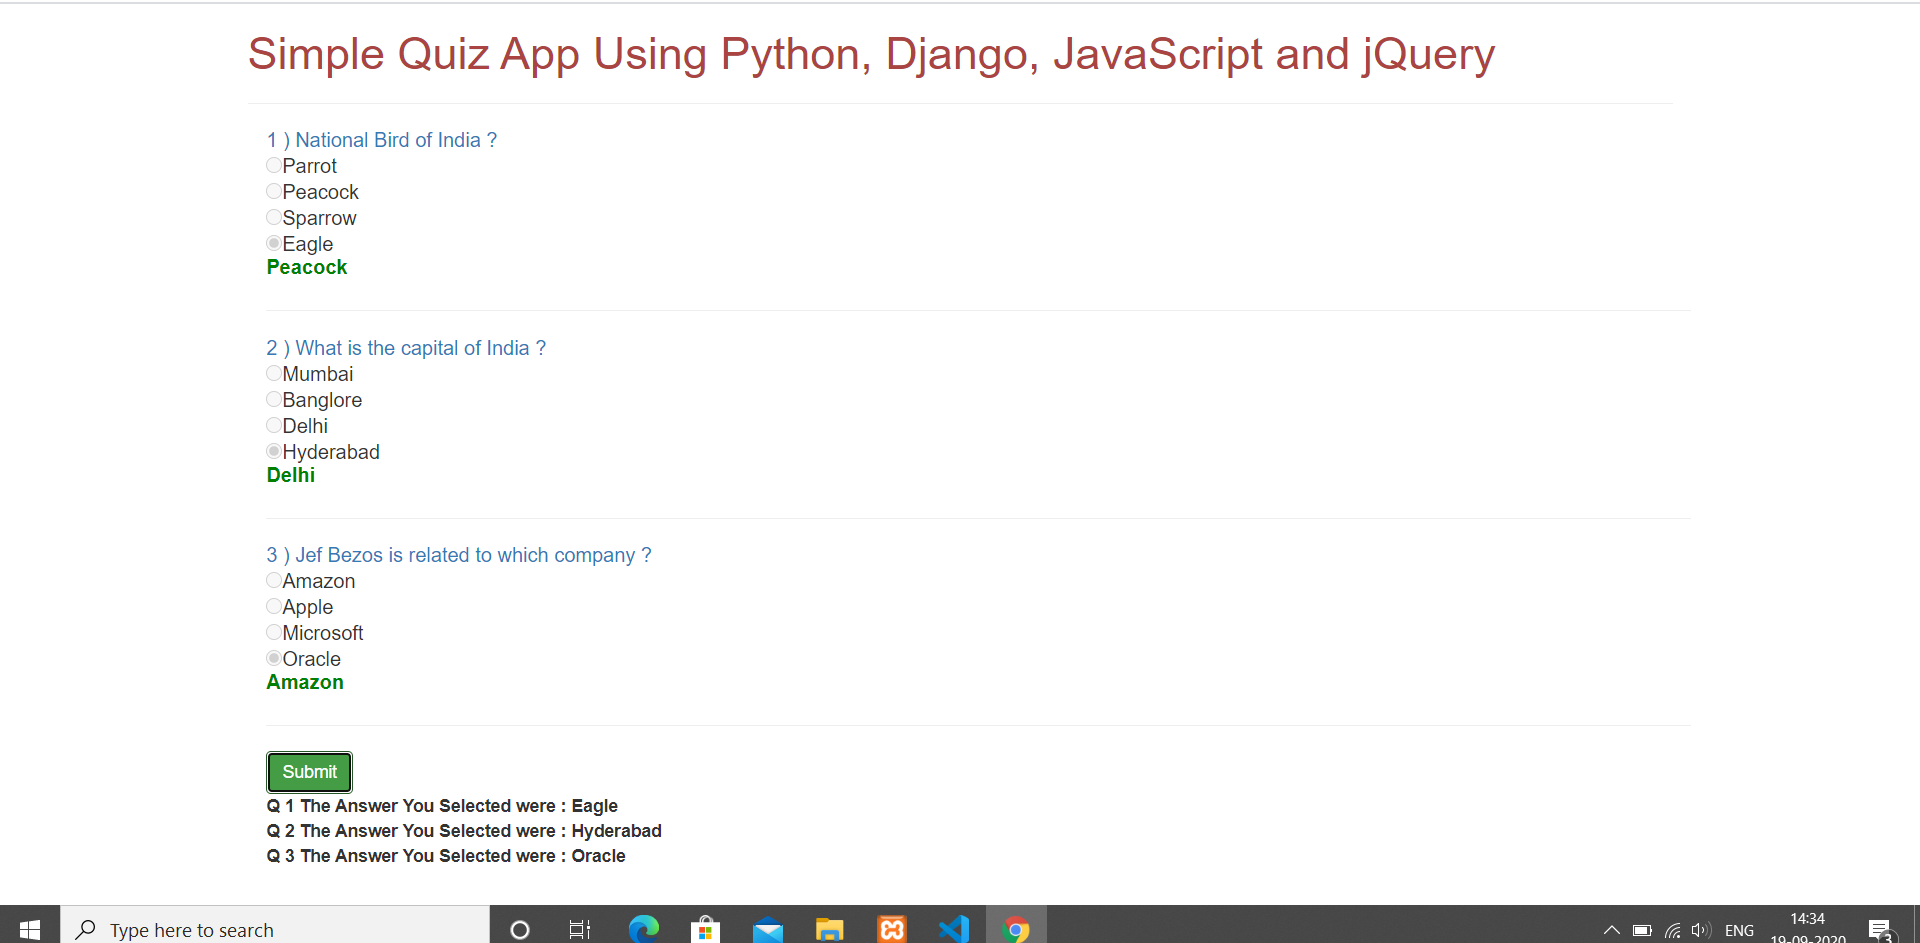 Simple Quiz App Using Python, Django, JavaScript and jQuery
1 ) National Bird of India ?
Parrot
Peacock
Sparrow
Eagle
Peacock
2 ) What is the capital of India ?
Mumbai
Banglore
Delhi
Hyderabad
Delhi
3 ) Jef Bezos is related to which company ?
Amazon
Apple
Microsoft
Oracle
Amazon
Submit
Q 1 The Answer You Selected were : Eagle
Q 2 The Answer You Selected were : Hyderabad
Q 3 The Answer You Selected were : Oracle
Type here to search
ENG
14:34
19-09-2020
3